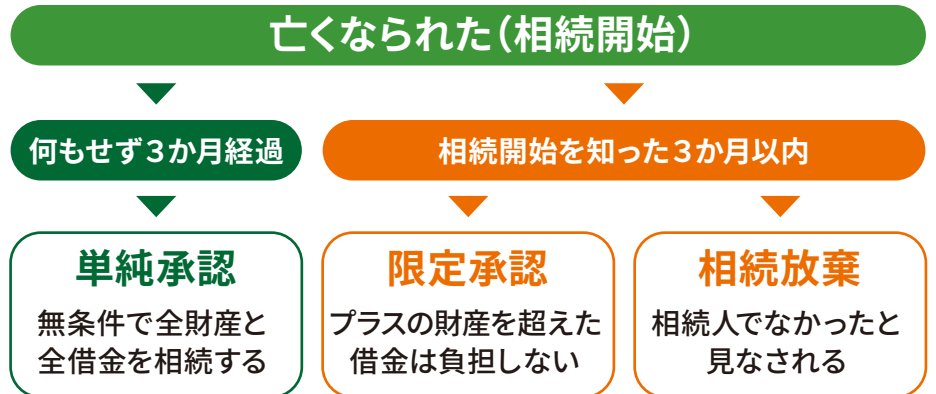 亡くなられた（相続開始）
何もせず３か月経過
相続開始を知った３か月以内
単純承認
無条件で全財産と
全借金を相続する
限定承認
プラスの財産を超えた
借金は負担しない
相続放棄
相続人でなかったと
見なされる